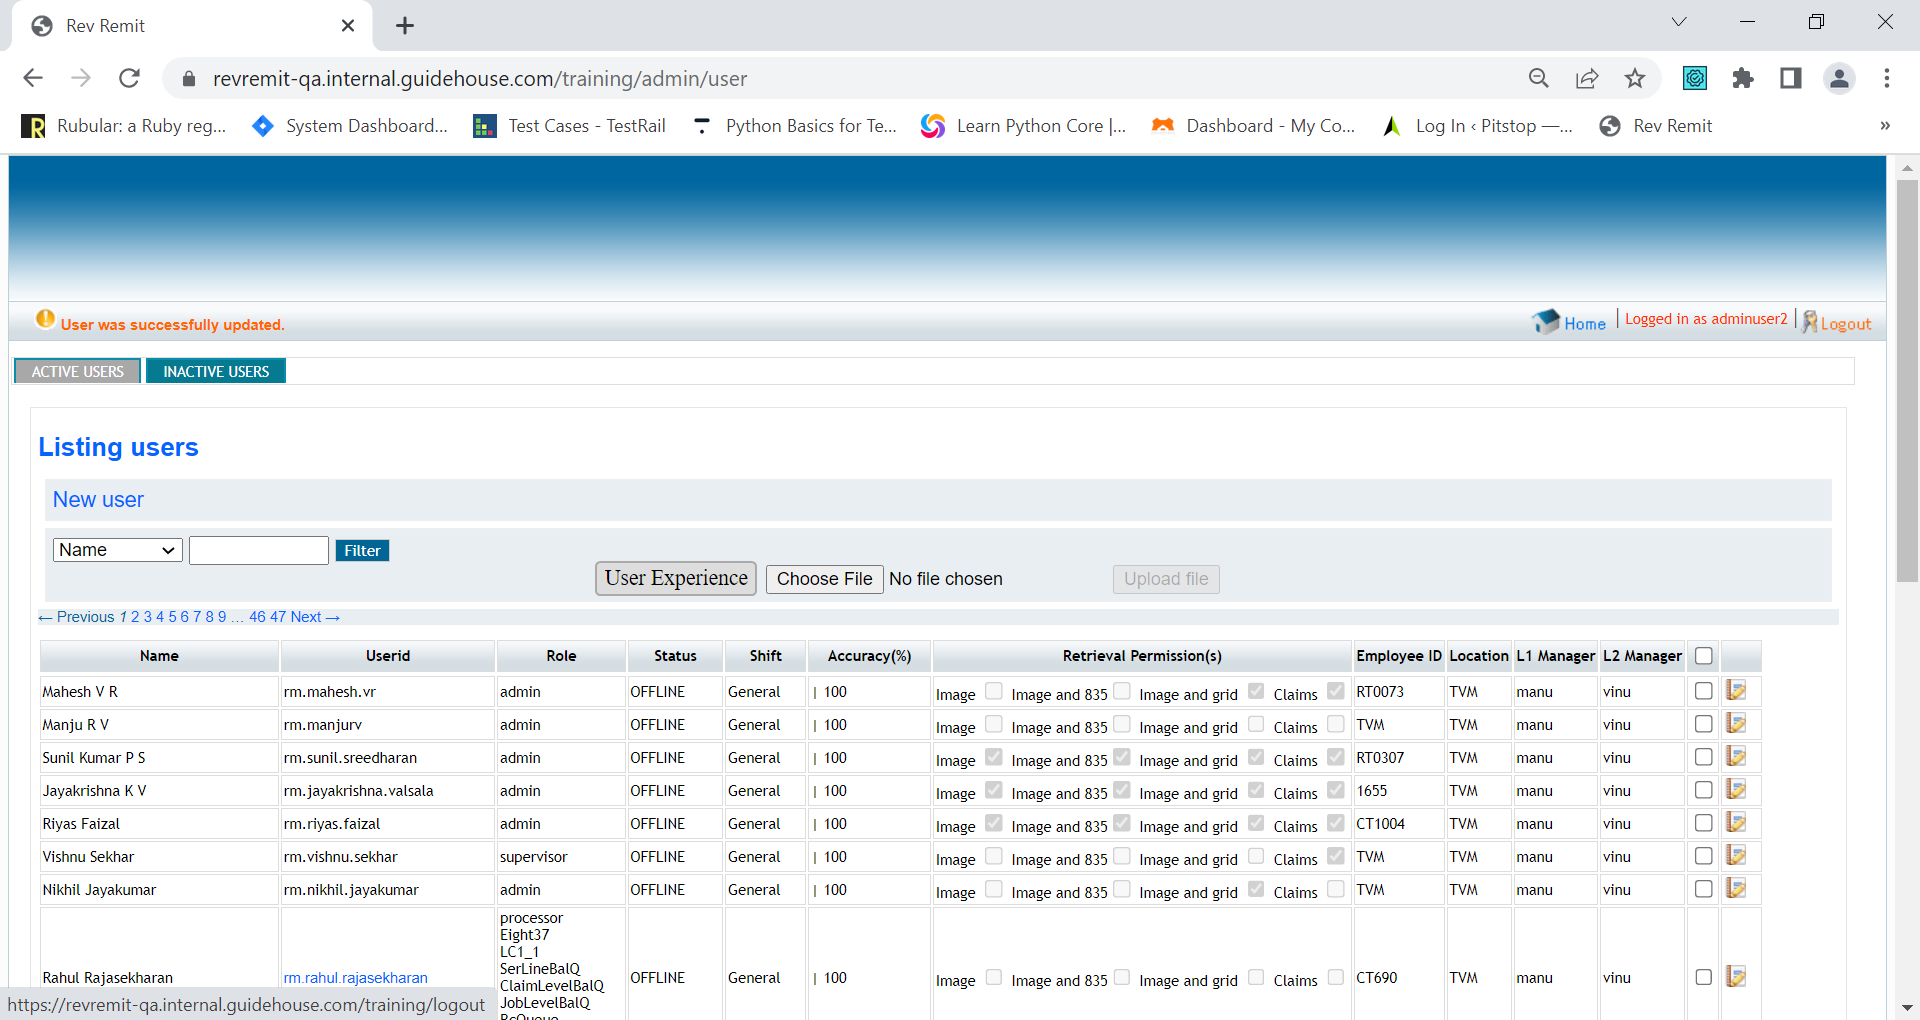 Rev Remit
revremit-qa.internal.guidehouse.com/training/admin/user
Rubular: a Ruby reg... System Dashboard... Test Cases - TestRail Python Basics for Te... Learn Python Core |... Dashboard - My Co... Log In ‹ Pitstop —... Rev Remit »
User was successfully updated. Home Logged in as adminuser2 Logout
ACTIVE USERS INACTIVE USERS
Listing users
New user
Name Filter
User Experience Choose File No file chosen Upload file
← Previous 1 2 3 4 5 6 7 8 9 … 46 47 Next →
Name Userid Role Status Shift Accuracy(%) Retrieval Permission(s) Employee ID Location L1 Manager L2 Manager
Mahesh V R rm.mahesh.vr admin OFFLINE General | 100 Image Image and 835 Image and grid Claims RT0073 TVM manu vinu
Manju R V rm.manjurv admin OFFLINE General | 100 Image Image and 835 Image and grid Claims TVM TVM manu vinu
Sunil Kumar P S rm.sunil.sreedharan admin OFFLINE General | 100 Image Image and 835 Image and grid Claims RT0307 TVM manu vinu
Jayakrishna K V rm.jayakrishna.valsala admin OFFLINE General | 100 Image Image and 835 Image and grid Claims 1655 TVM manu vinu
Riyas Faizal rm.riyas.faizal admin OFFLINE General | 100 Image Image and 835 Image and grid Claims CT1004 TVM manu vinu
Vishnu Sekhar rm.vishnu.sekhar supervisor OFFLINE General | 100 Image Image and 835 Image and grid Claims TVM TVM manu vinu
Nikhil Jayakumar rm.nikhil.jayakumar admin OFFLINE General | 100 Image Image and 835 Image and grid Claims TVM TVM manu vinu
processor
Eight37
LC1_1
SerLineBalQ
Rahul Rajasekharan rm.rahul.rajasekharan OFFLINE General | 100 Image Image and 835 Image and grid Claims CT690 TVM manu vinu
ClaimLevelBalQ
JobLevelBalQ
https://revremit-qa.internal.guidehouse.com/training/logout